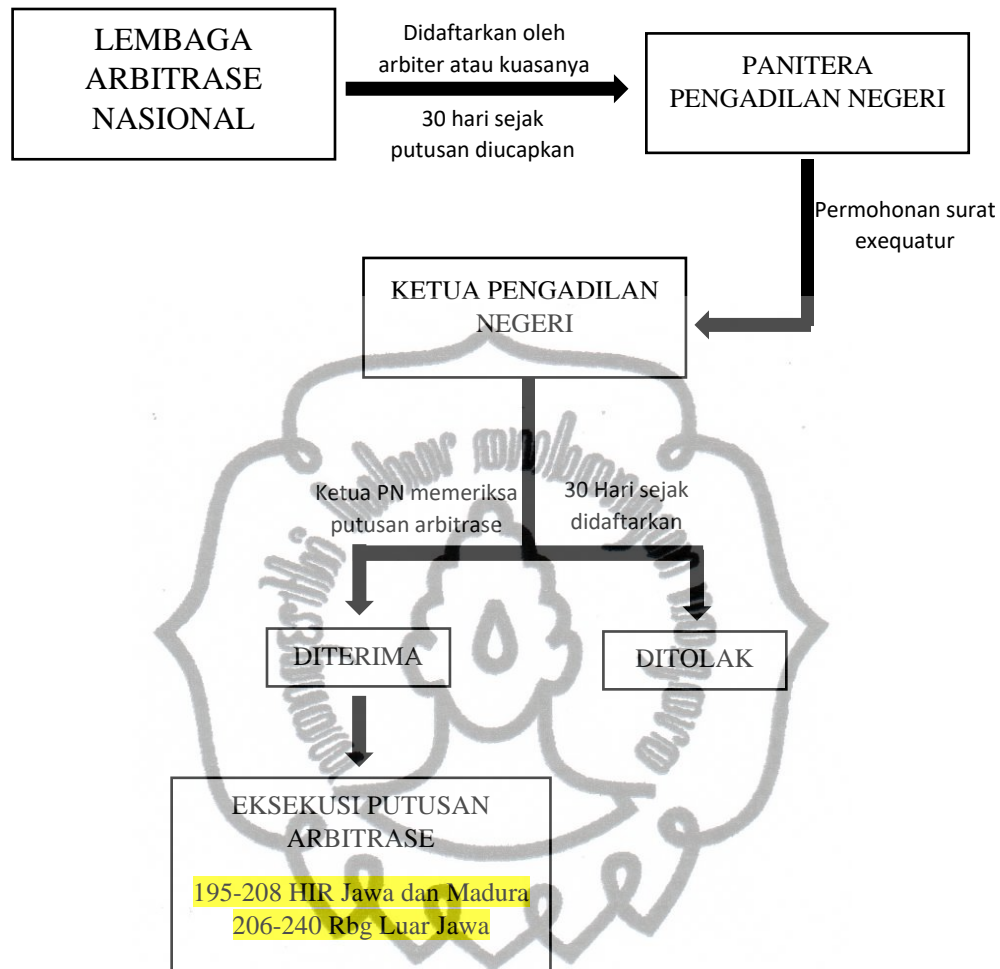 LEMBAGA
ARBITRASE
NASIONAL
Didaftarkan oleh
arbiter atau kuasanya
30 hari sejak
putusan diucapkan
PANITERA
PENGADILAN NEGERI
Permohonan surat
exequatur
KETUA PENGADILAN
NEGERI
Ketua PN memeriksa
putusan arbitrase
30 Hari sejak
didaftarkan
DITERIMA
DITOLAK
EKSEKUSI PUTUSAN
ARBITRASE
195-208 HIR Jawa dan Madura
206-240 Rbg Luar Jawa